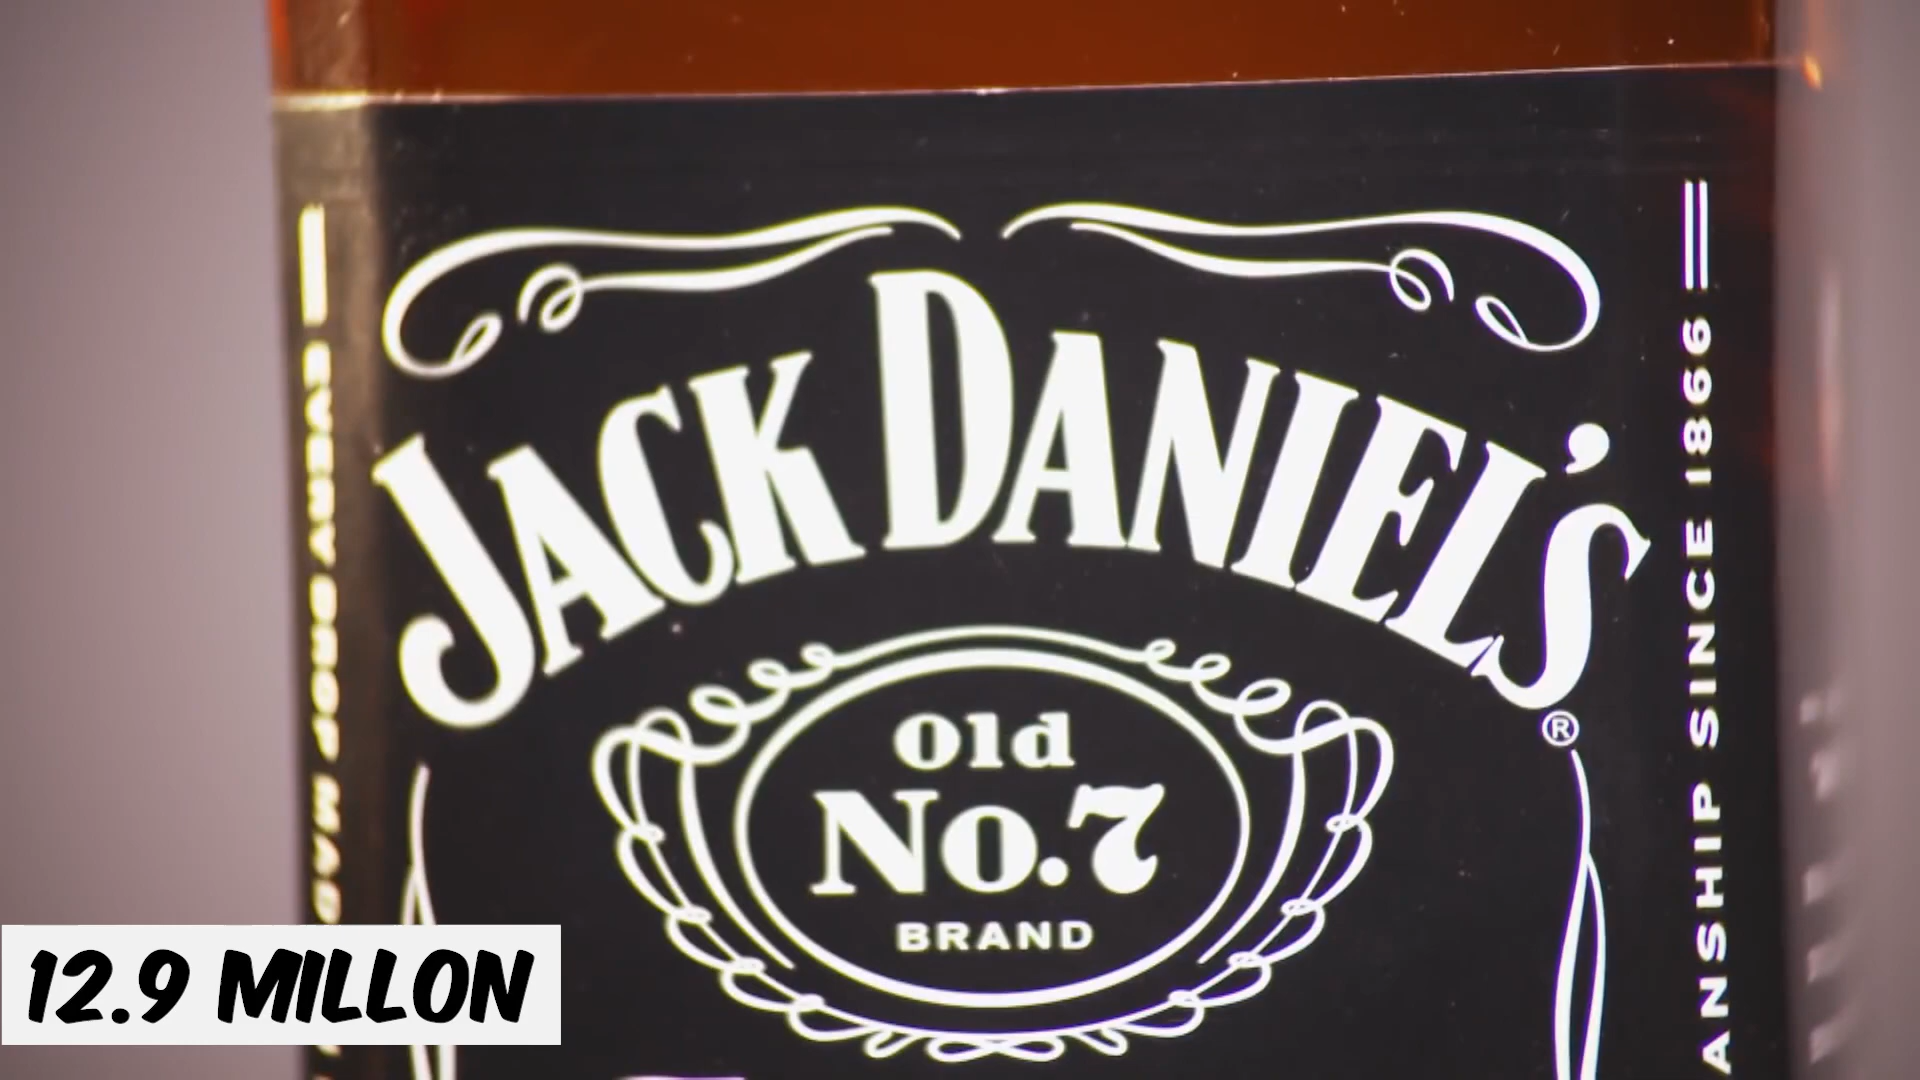 JACK DANIEL'S
®
Old
No.7
BRAND
ANSHIP SINCE 1866
12.9 MILLON